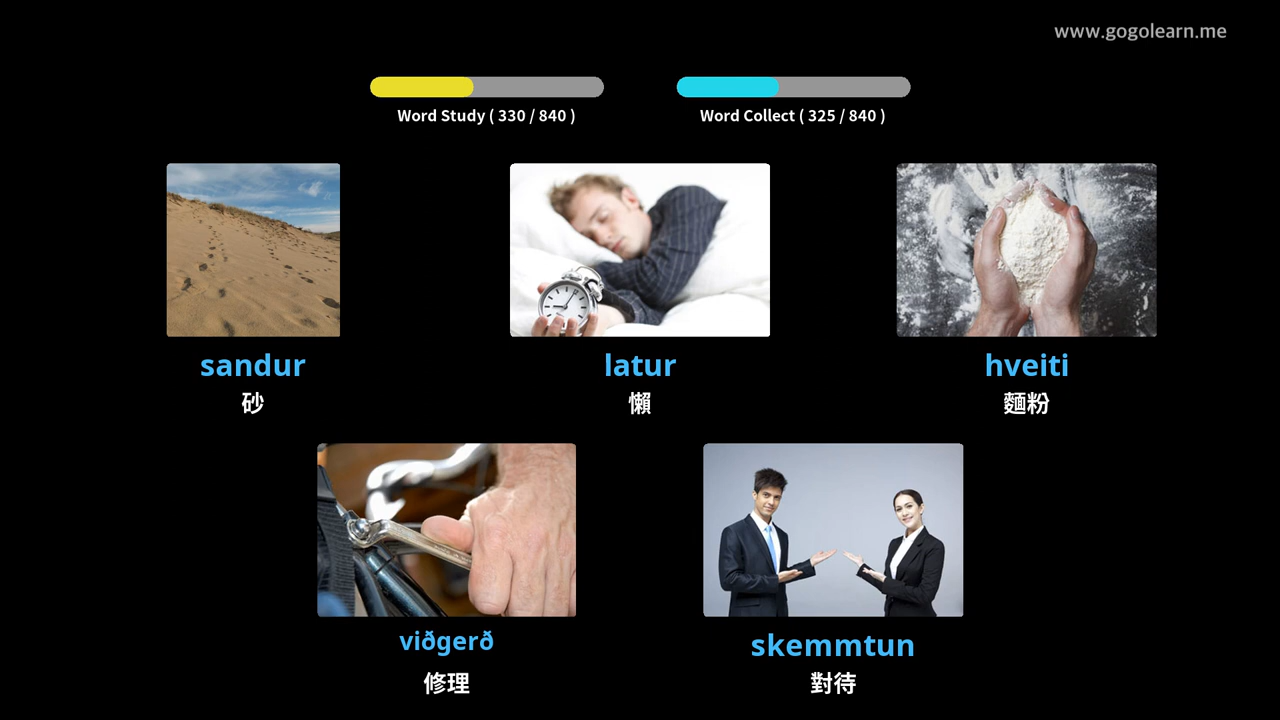 www.gogolearn.me
Word Study ( 330 / 840 )
Word Collect ( 325 / 840 )
sandur
砂
latur
懶
hveiti
麵粉
viðgerð
修理
skemmtun
對待